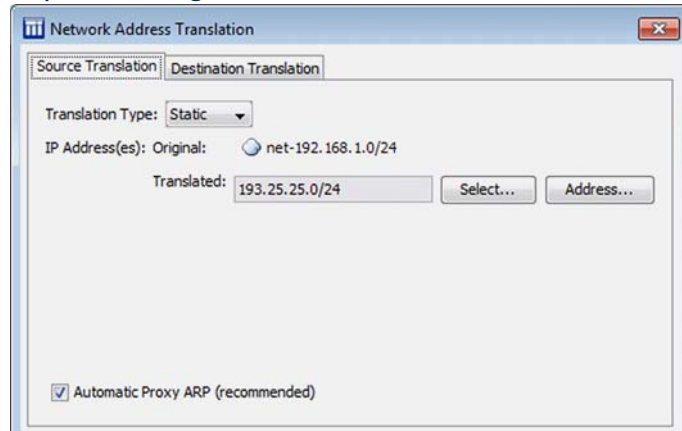 Network Address Translation
Source Translation Destination Translation
Translation Type: Static
IP Address(es): Original: net-192.168.1.0/24
Translated: 193.25.25.0/24 Select... Address...
Automatic Proxy ARP (recommended)